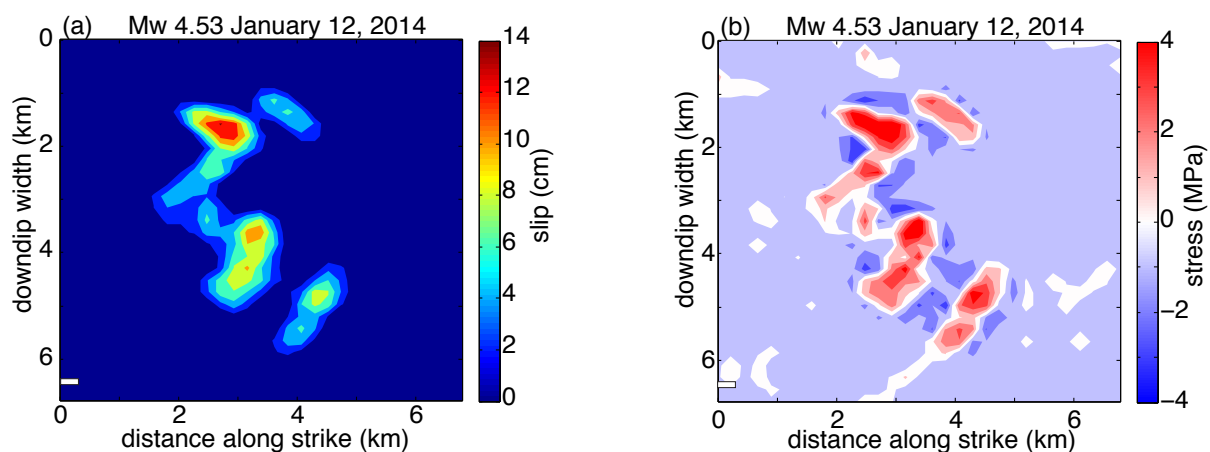 (a) Mw 4.53 January 12, 2014
0
2
4
6
downdip width (km)
0 2 4 6
distance along strike (km)
14
12
10
8
6
4
2
0
slip (cm)
(b) Mw 4.53 January 12, 2014
0
2
4
6
downdip width (km)
0 2 4 6
distance along strike (km)
4
2
0
−2
−4
stress (MPa)